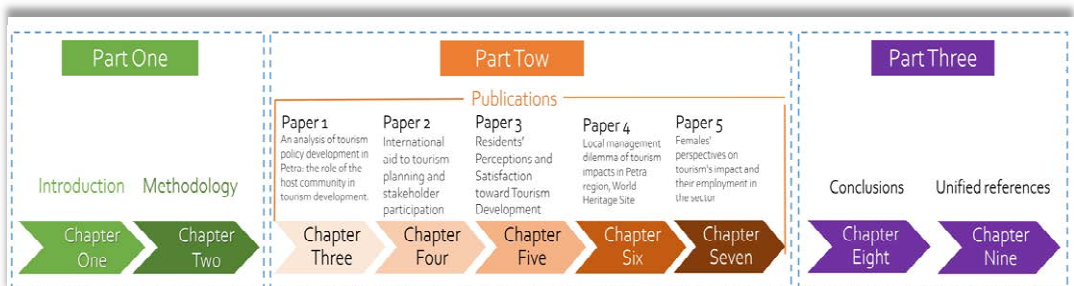 Part One
Introduction
Methodology
Chapter
One
Chapter
Two
Part Tow
Publications
Paper 1
An analysis of tourism
policy development in
Petra: the role of the
host community in
tourism development.
Paper 2
International
aid to tourism
planning and
stakeholder
participation
Paper 3
Residents'
Perceptions and
Satisfaction
toward Tourism
Development
Paper 4
Local management
dilemma of tourism
impacts in Petra
region, World
Heritage Site
Paper 5
Females'
perspectives on
tourism's impact and
their employment in
the sector
Chapter
Three
Chapter
Four
Chapter
Five
Chapter
Six
Chapter
Seven
Part Three
Conclusions
Unified references
Chapter
Eight
Chapter
Nine